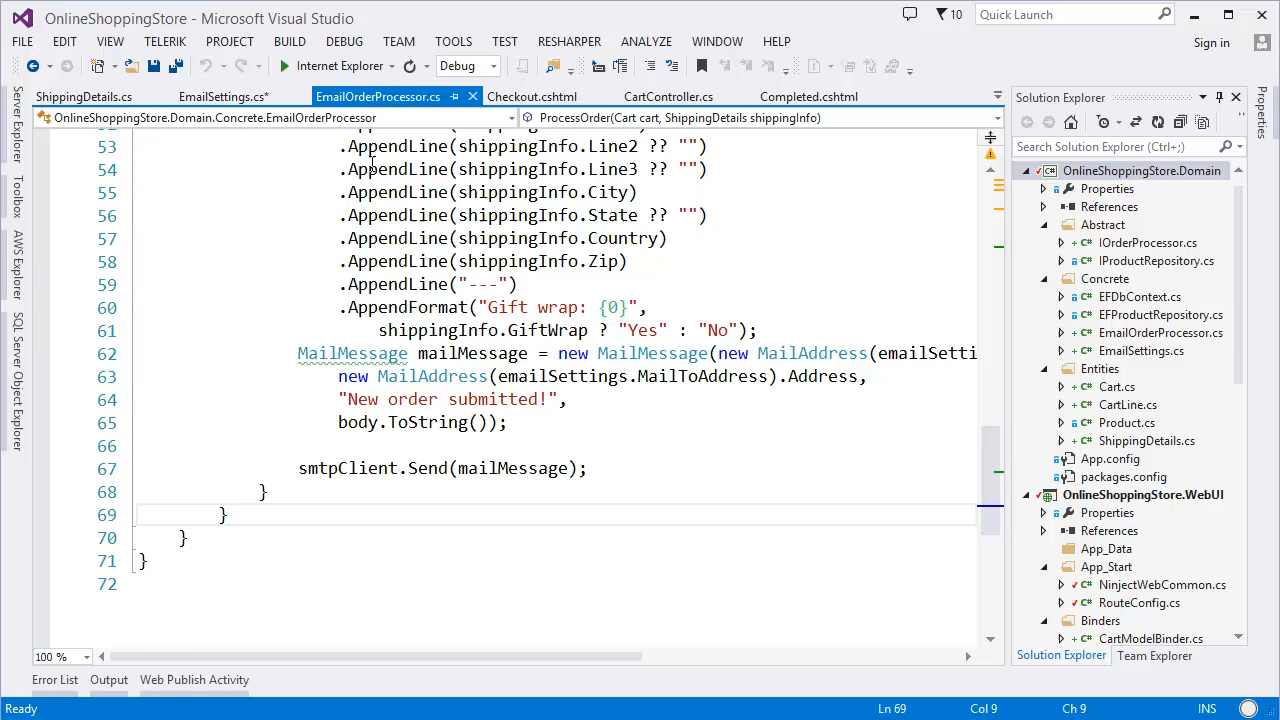 OnlineShoppingStore - Microsoft Visual Studio
10
Quick Launch
FILE EDIT VIEW TELERIK PROJECT BUILD DEBUG TEAM TOOLS TEST RESHARPER ANALYZE WINDOW HELP
Sign in
Internet Explorer
Debug
ShippingDetails.cs EmailSettings.cs* EmailOrderProcessor.cs Checkout.cshtml CartController.cs Completed.cshtml
OnlineShoppingStore.Domain.Concrete.EmailOrderProcessor
ProcessOrder(Cart cart, ShippingDetails shippingInfo)
53 .AppendLine(shippingInfo.Line2 ?? "")
54 .AppendLine(shippingInfo.Line3 ?? "")
55 .AppendLine(shippingInfo.City)
56 .AppendLine(shippingInfo.State ?? "")
57 .AppendLine(shippingInfo.Country)
58 .AppendLine(shippingInfo.Zip)
59 .AppendLine("---")
60 .AppendFormat("Gift wrap: {0}",
61 shippingInfo.GiftWrap ? "Yes" : "No");
62 MailMessage mailMessage = new MailMessage(new MailAddress(emailSetti
63 new MailAddress(emailSettings.MailToAddress).Address,
64 "New order submitted!",
65 body.ToString());
66
67 smtpClient.Send(mailMessage);
68 }
69 }
70 }
71 }
72
100 %
Error List Output Web Publish Activity
Ready
Ln 69 Col 9 Ch 9 INS
Server Explorer
Toolbox
AWS Explorer
SQL Server Object Explorer
Solution Explorer
Search Solution Explorer (Ctrl+;)
OnlineShoppingStore.Domain
Properties
References
Abstract
IOrderProcessor.cs
IProductRepository.cs
Concrete
EFDbContext.cs
EFProductRepository.cs
EmailOrderProcessor.cs
EmailSettings.cs
Entities
Cart.cs
CartLine.cs
Product.cs
ShippingDetails.cs
App.config
packages.config
OnlineShoppingStore.WebUI
Properties
References
App_Data
App_Start
NinjectWebCommon.cs
RouteConfig.cs
Binders
CartModelBinder.cs
Solution Explorer Team Explorer
Properties